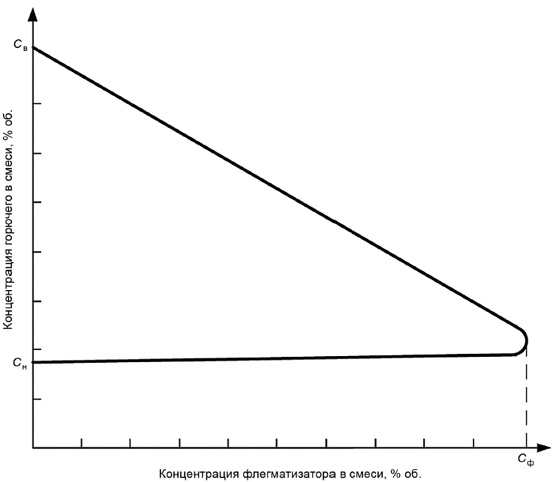 Cв
Концентрация горючего в смеси, % об.
Cн
Cф
Концентрация флегматизатора в смеси, % об.